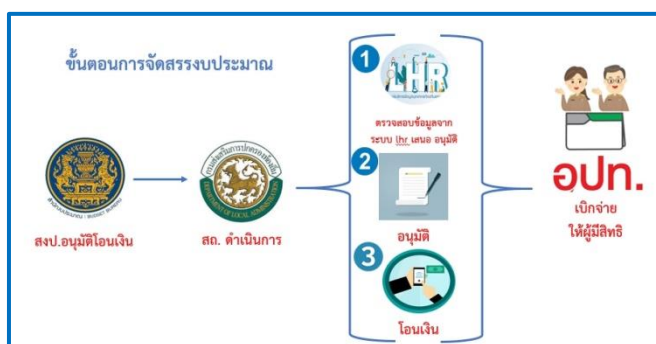 ขั้นตอนการจัดสรรงบประมาณ
สงป.อนุมัติโอนเงิน
DEPARTMENT OF LOCAL ADMINISTRATION
สถ. ดำเนินการ
1
LHR
ตรวจสอบข้อมูลจาก
ระบบ lhr เสนอ อนุมัติ
2
อนุมัติ
3
โอนเงิน
อปท.
เบิกจ่าย
ให้ผู้มีสิทธิ